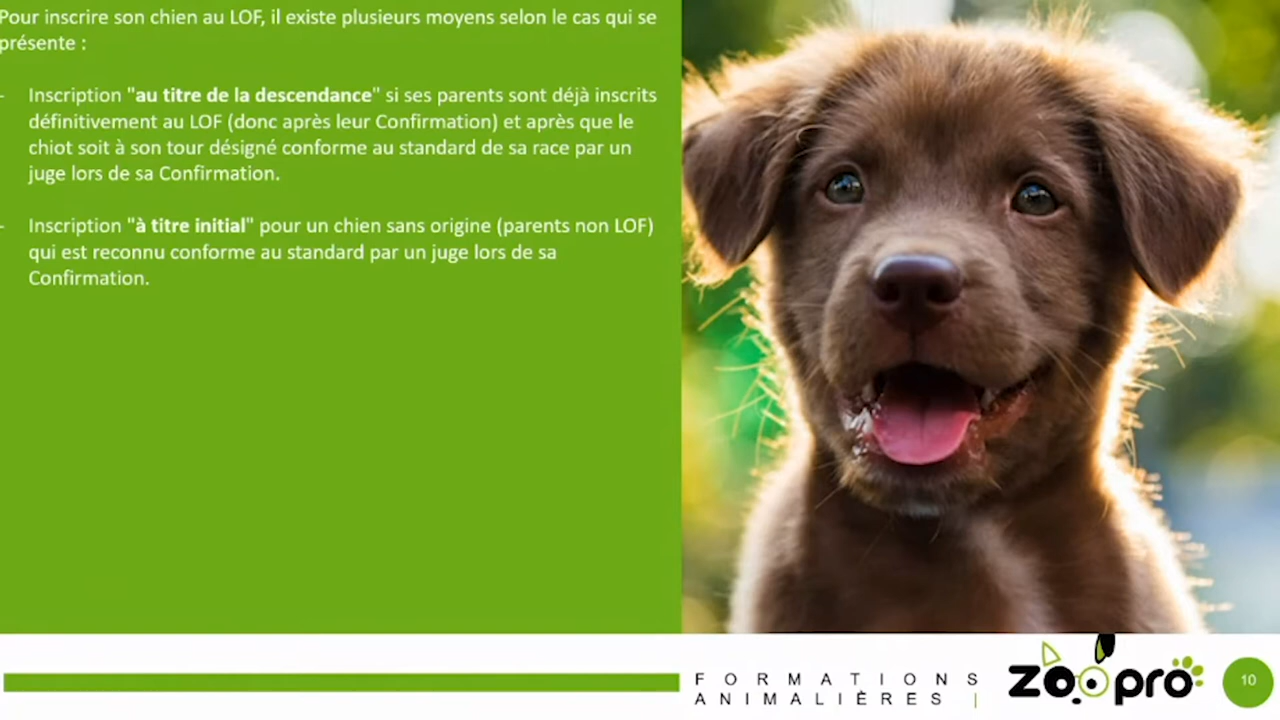 Pour inscrire son chien au LOF, il existe plusieurs moyens selon le cas qui se
présente :
- Inscription "au titre de la descendance" si ses parents sont déjà inscrits
définitivement au LOF (donc après leur Confirmation) et après que le
chiot soit à son tour désigné conforme au standard de sa race par un
juge lors de sa Confirmation.
- Inscription "à titre initial" pour un chien sans origine (parents non LOF)
qui est reconnu conforme au standard par un juge lors de sa
Confirmation.
FORMATIONS
ANIMALIÈRES |
zoopro
10